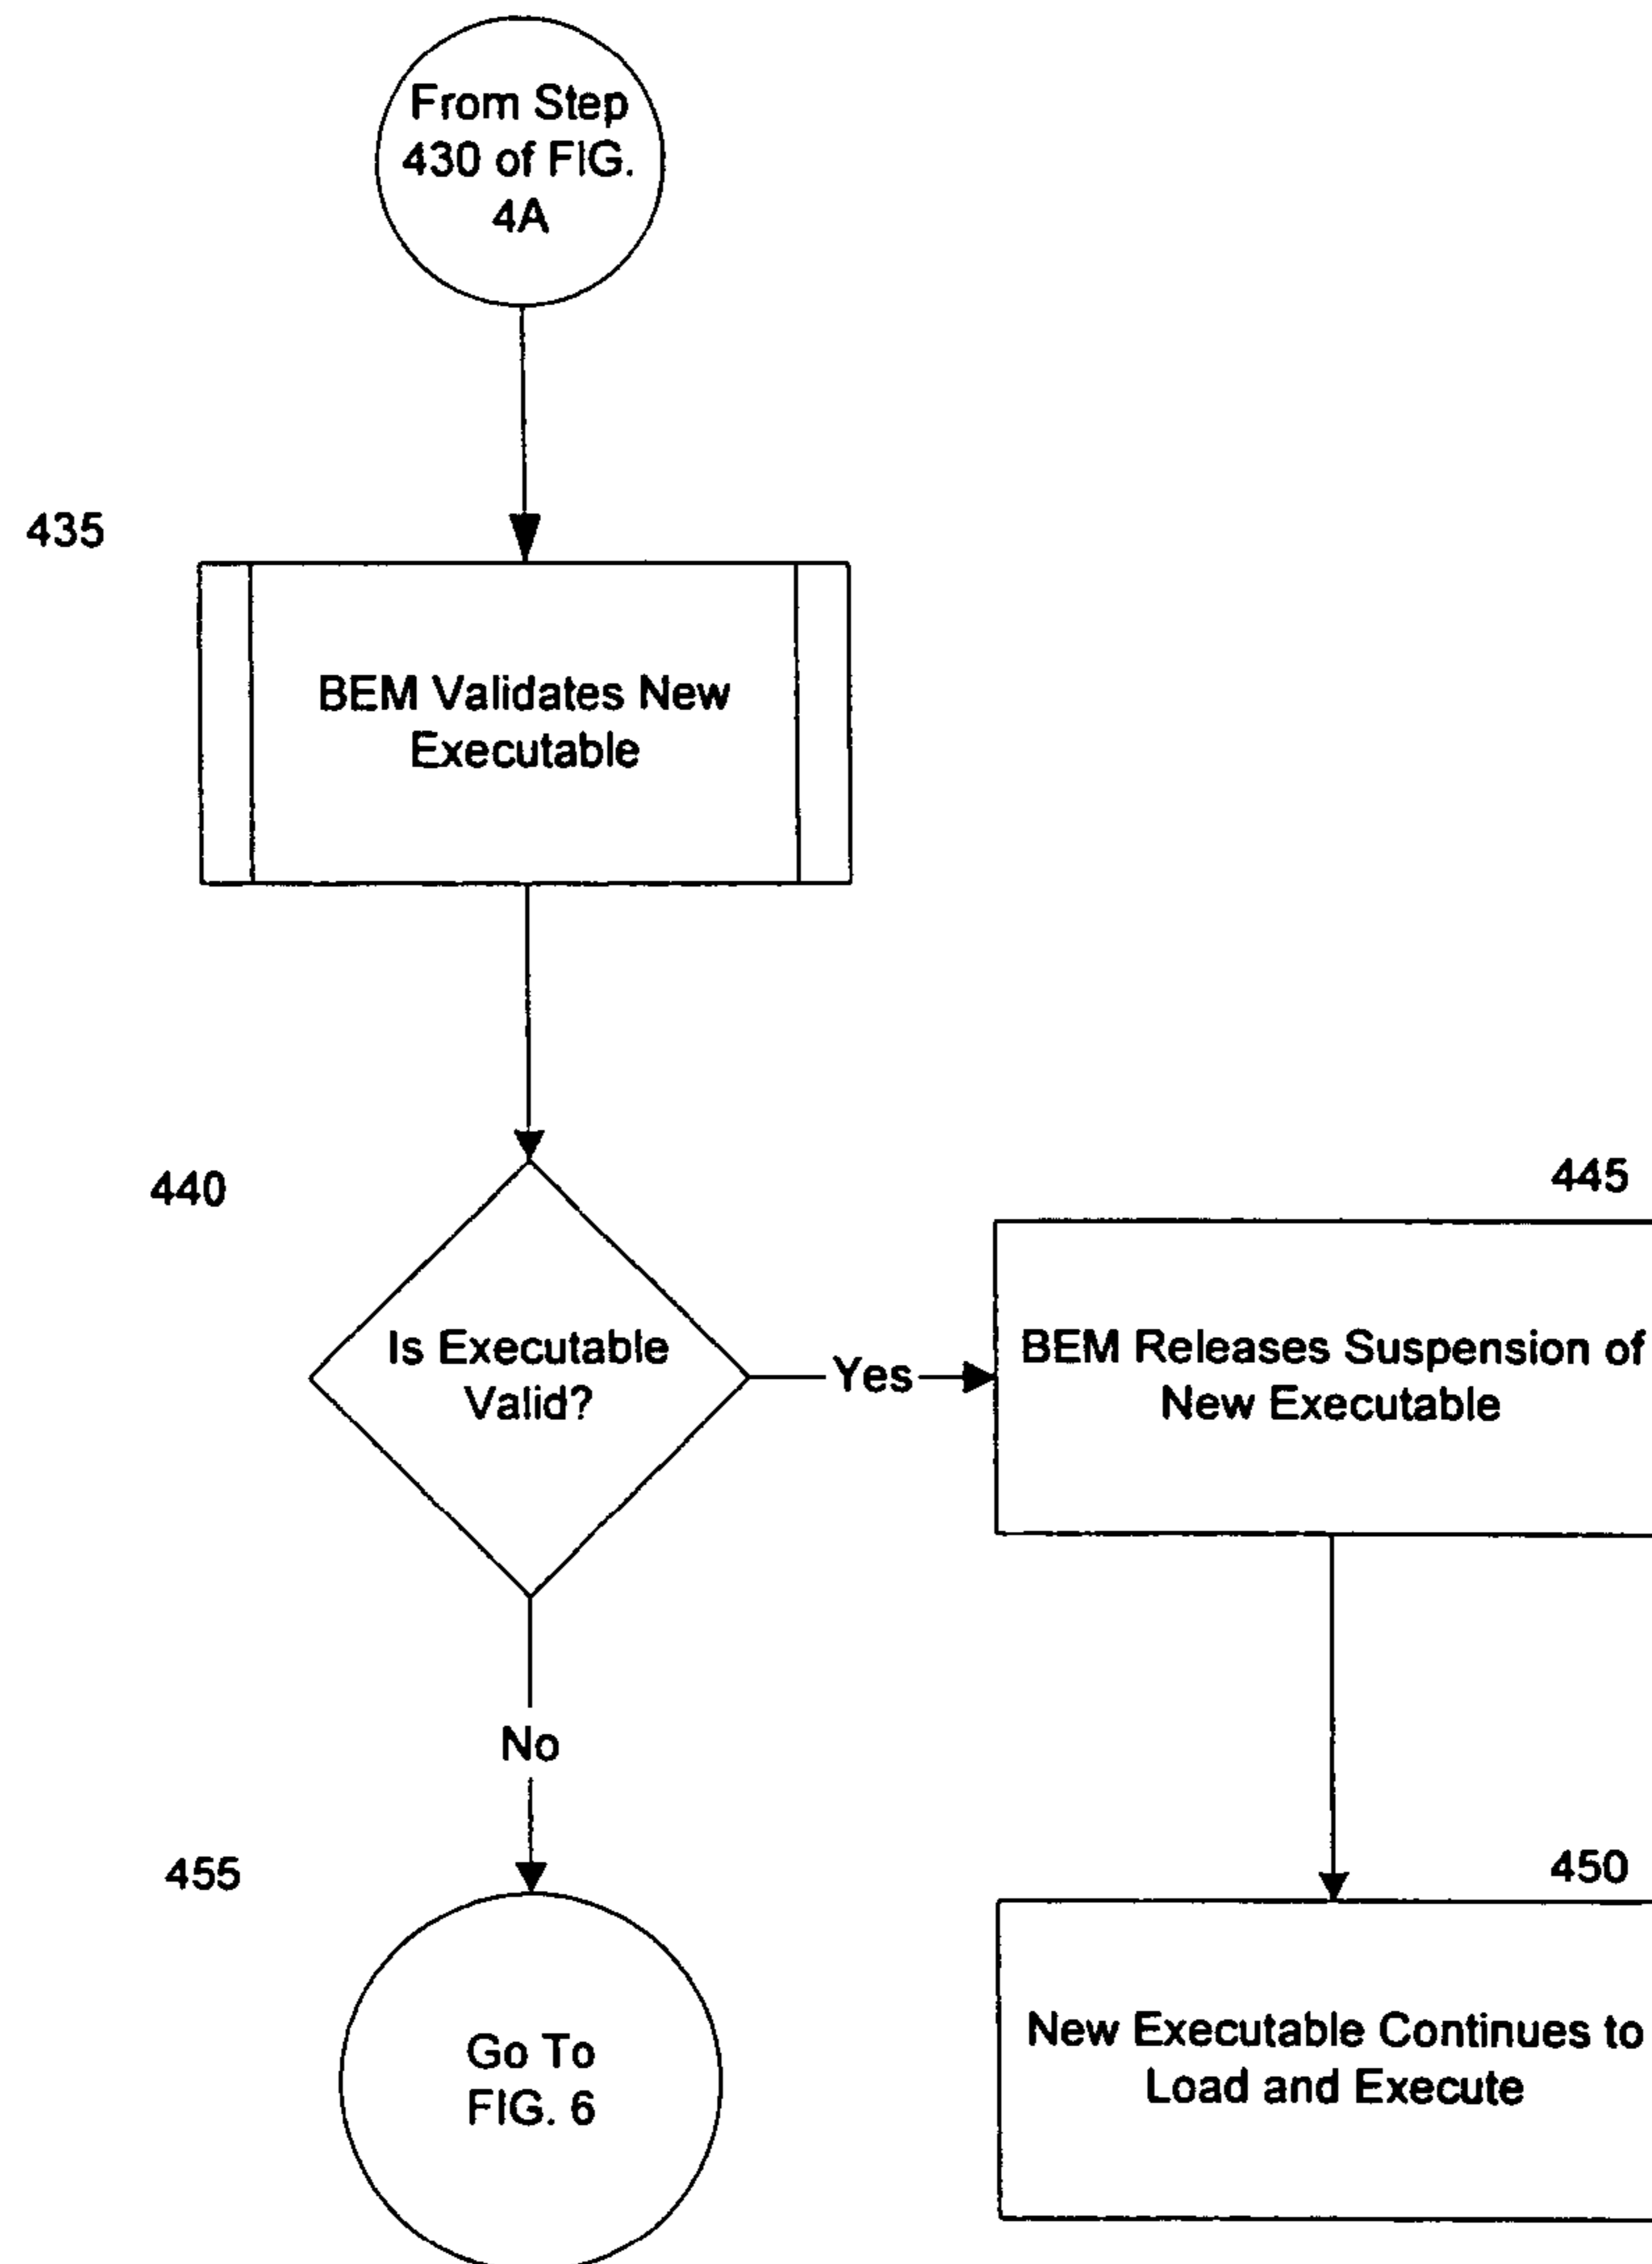 From Step
430 of FIG.
4A
435
BEM Validates New
Executable
440
Is Executable
Valid?
Yes
445
BEM Releases Suspension of
New Executable
No
455
Go To
FIG. 6
450
New Executable Continues to
Load and Execute